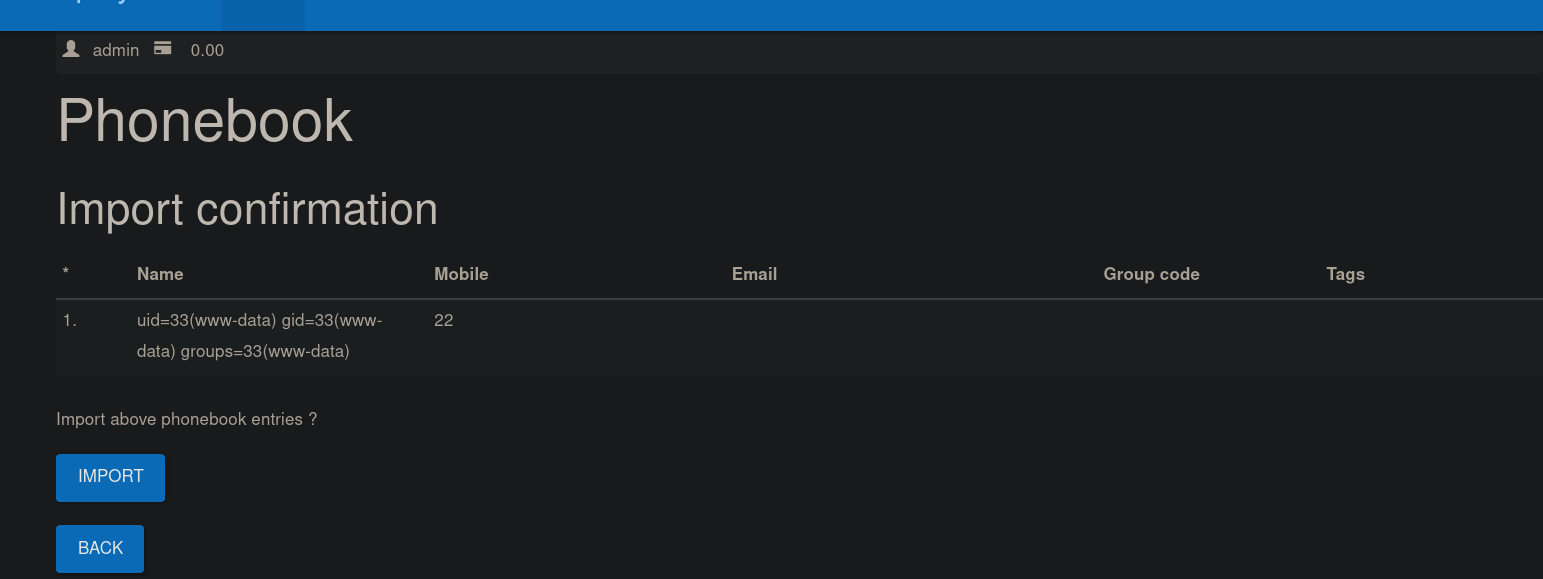 admin 0.00
Phonebook
Import confirmation
* Name Mobile Email Group code Tags
1. uid=33(www-data) gid=33(www- 22
data) groups=33(www-data)
Import above phonebook entries ?
IMPORT
BACK